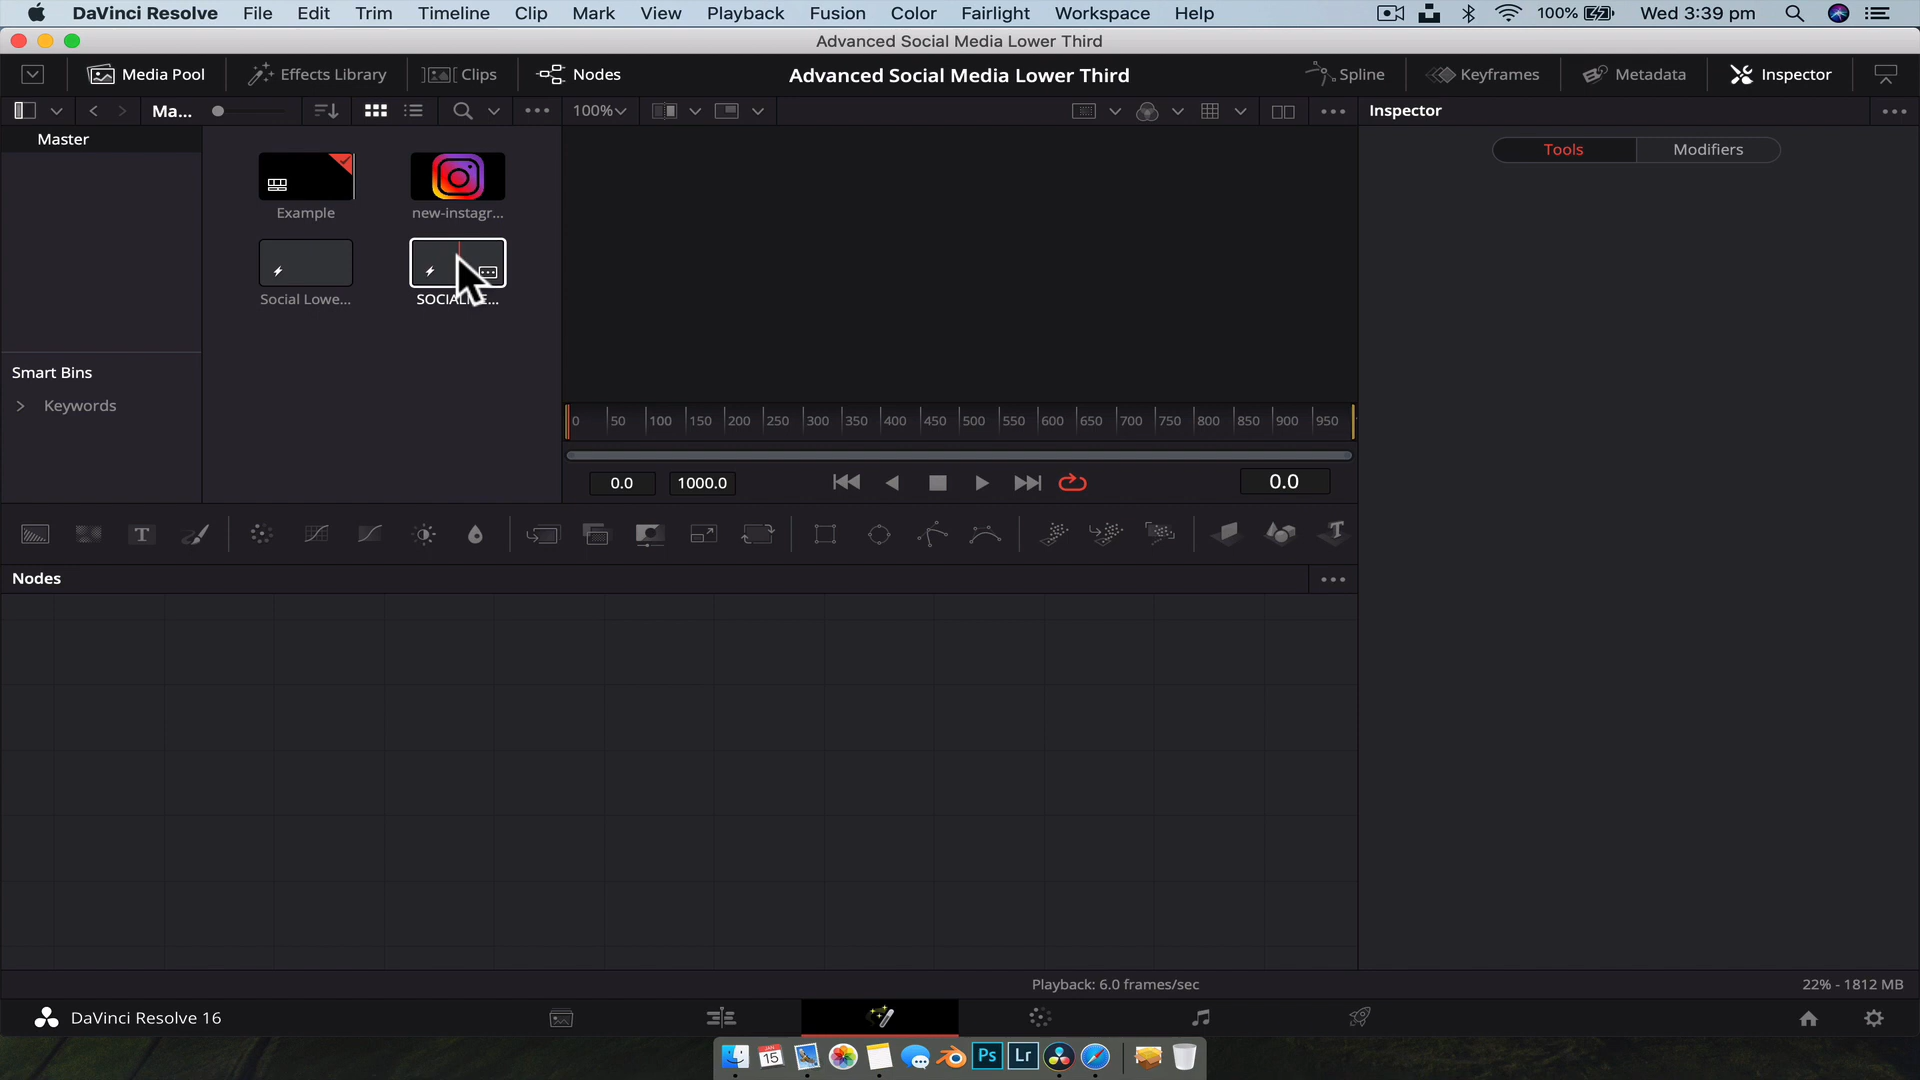 DaVinci Resolve File Edit Trim Timeline Clip Mark View Playback Fusion Color Fairlight Workspace Help 100% Wed 3:39 pm
Advanced Social Media Lower Third
Media Pool Effects Library Clips Nodes Advanced Social Media Lower Third Spline Keyframes Metadata Inspector
Ma... 100% Inspector
Master
Tools Modifiers
Example new-instagr...
Social Lowe...
Smart Bins
Keywords
0 50 100 150 200 250 300 350 400 450 500 550 600 650 700 750 800 850 900 950
0.0 1000.0 0.0
T T
Nodes
Playback: 6.0 frames/sec 22% - 1812 MB
DaVinci Resolve 16
JAN
15
Ps
Lr